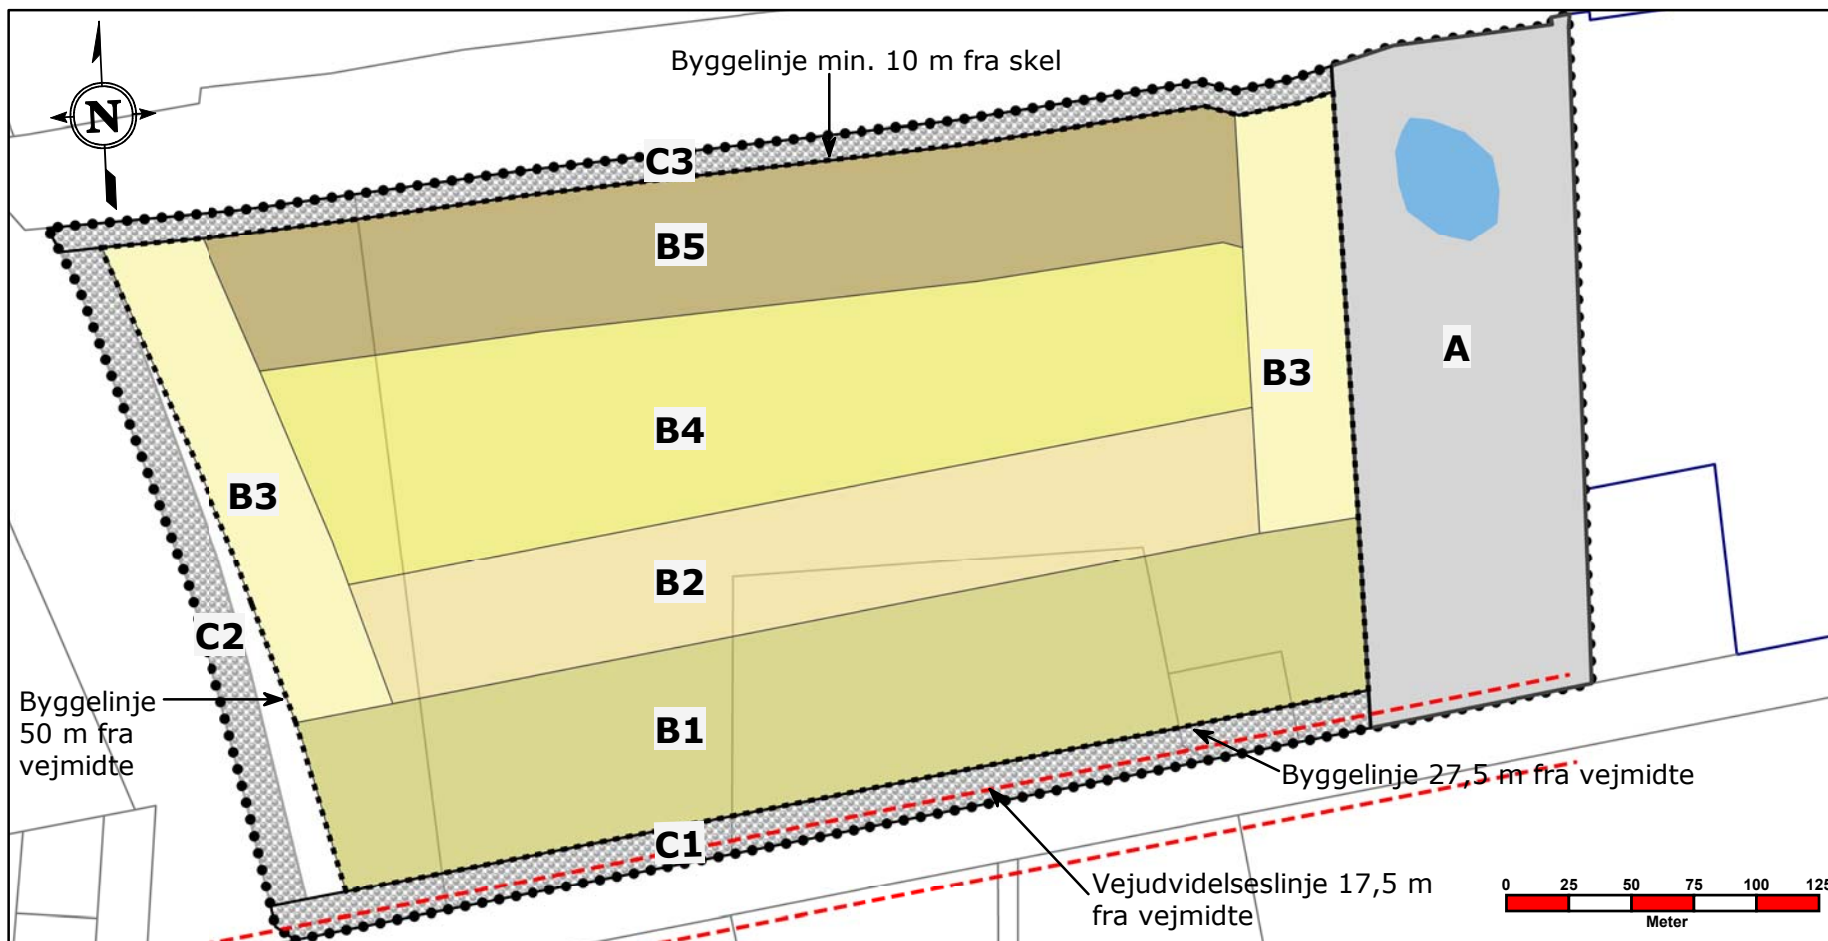 Byggelinje min. 10 m fra skel
N
C3
B5
A
B3
B4
B3
B2
C2
Byggelinje
50 m fra
vejmidte
B1
Byggelinje 27,5 m fra vejmidte
C1
Vejudvidelseslinje 17,5 m
fra vejmidte
0 25 50 75 100 125
Meter